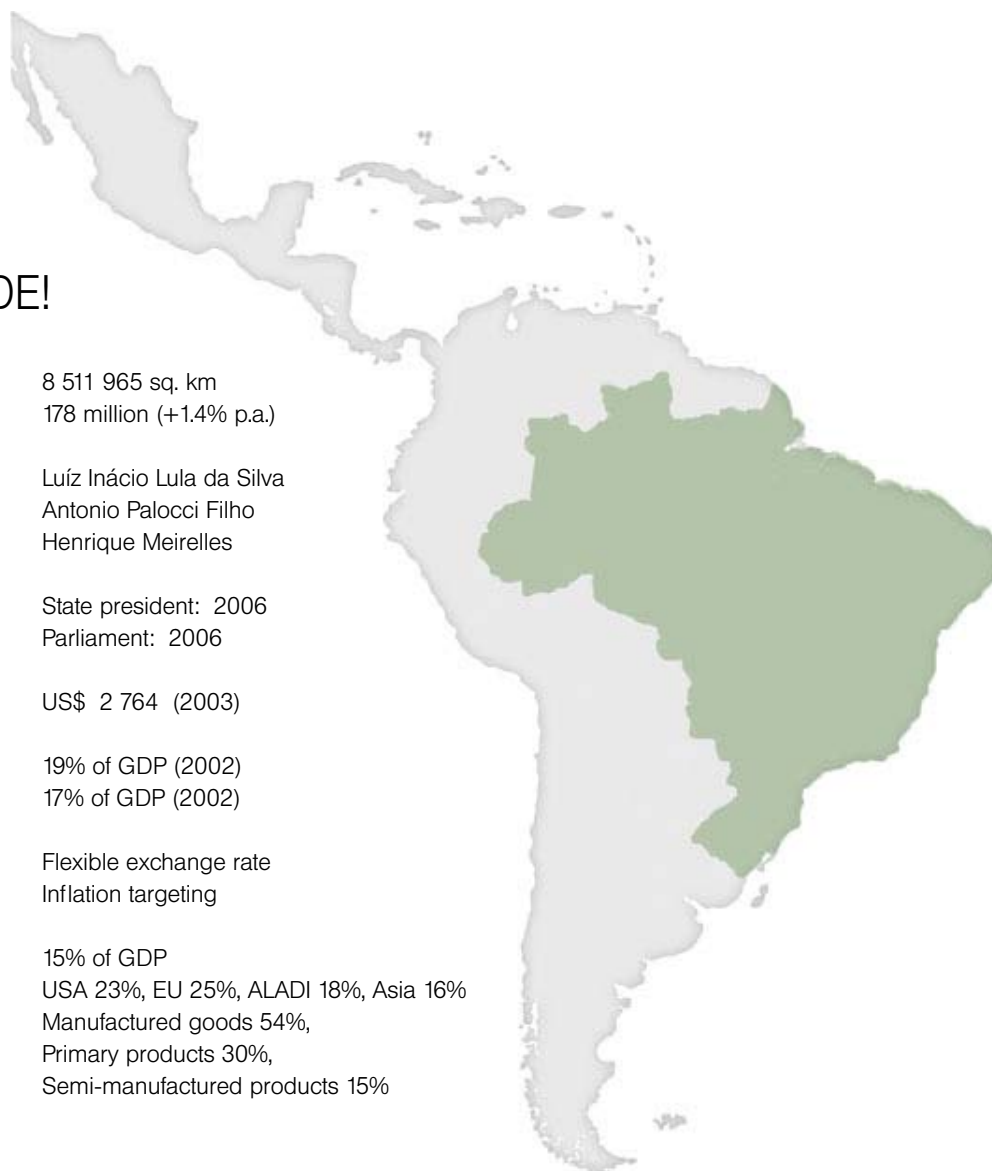 DE!
8 511 965 sq. km
178 million (+1.4% p.a.)
Luíz Inácio Lula da Silva
Antonio Palocci Filho
Henrique Meirelles
State president: 2006
Parliament: 2006
US$ 2 764 (2003)
19% of GDP (2002)
17% of GDP (2002)
Flexible exchange rate
Inflation targeting
15% of GDP
USA 23%, EU 25%, ALADI 18%, Asia 16%
Manufactured goods 54%,
Primary products 30%,
Semi-manufactured products 15%